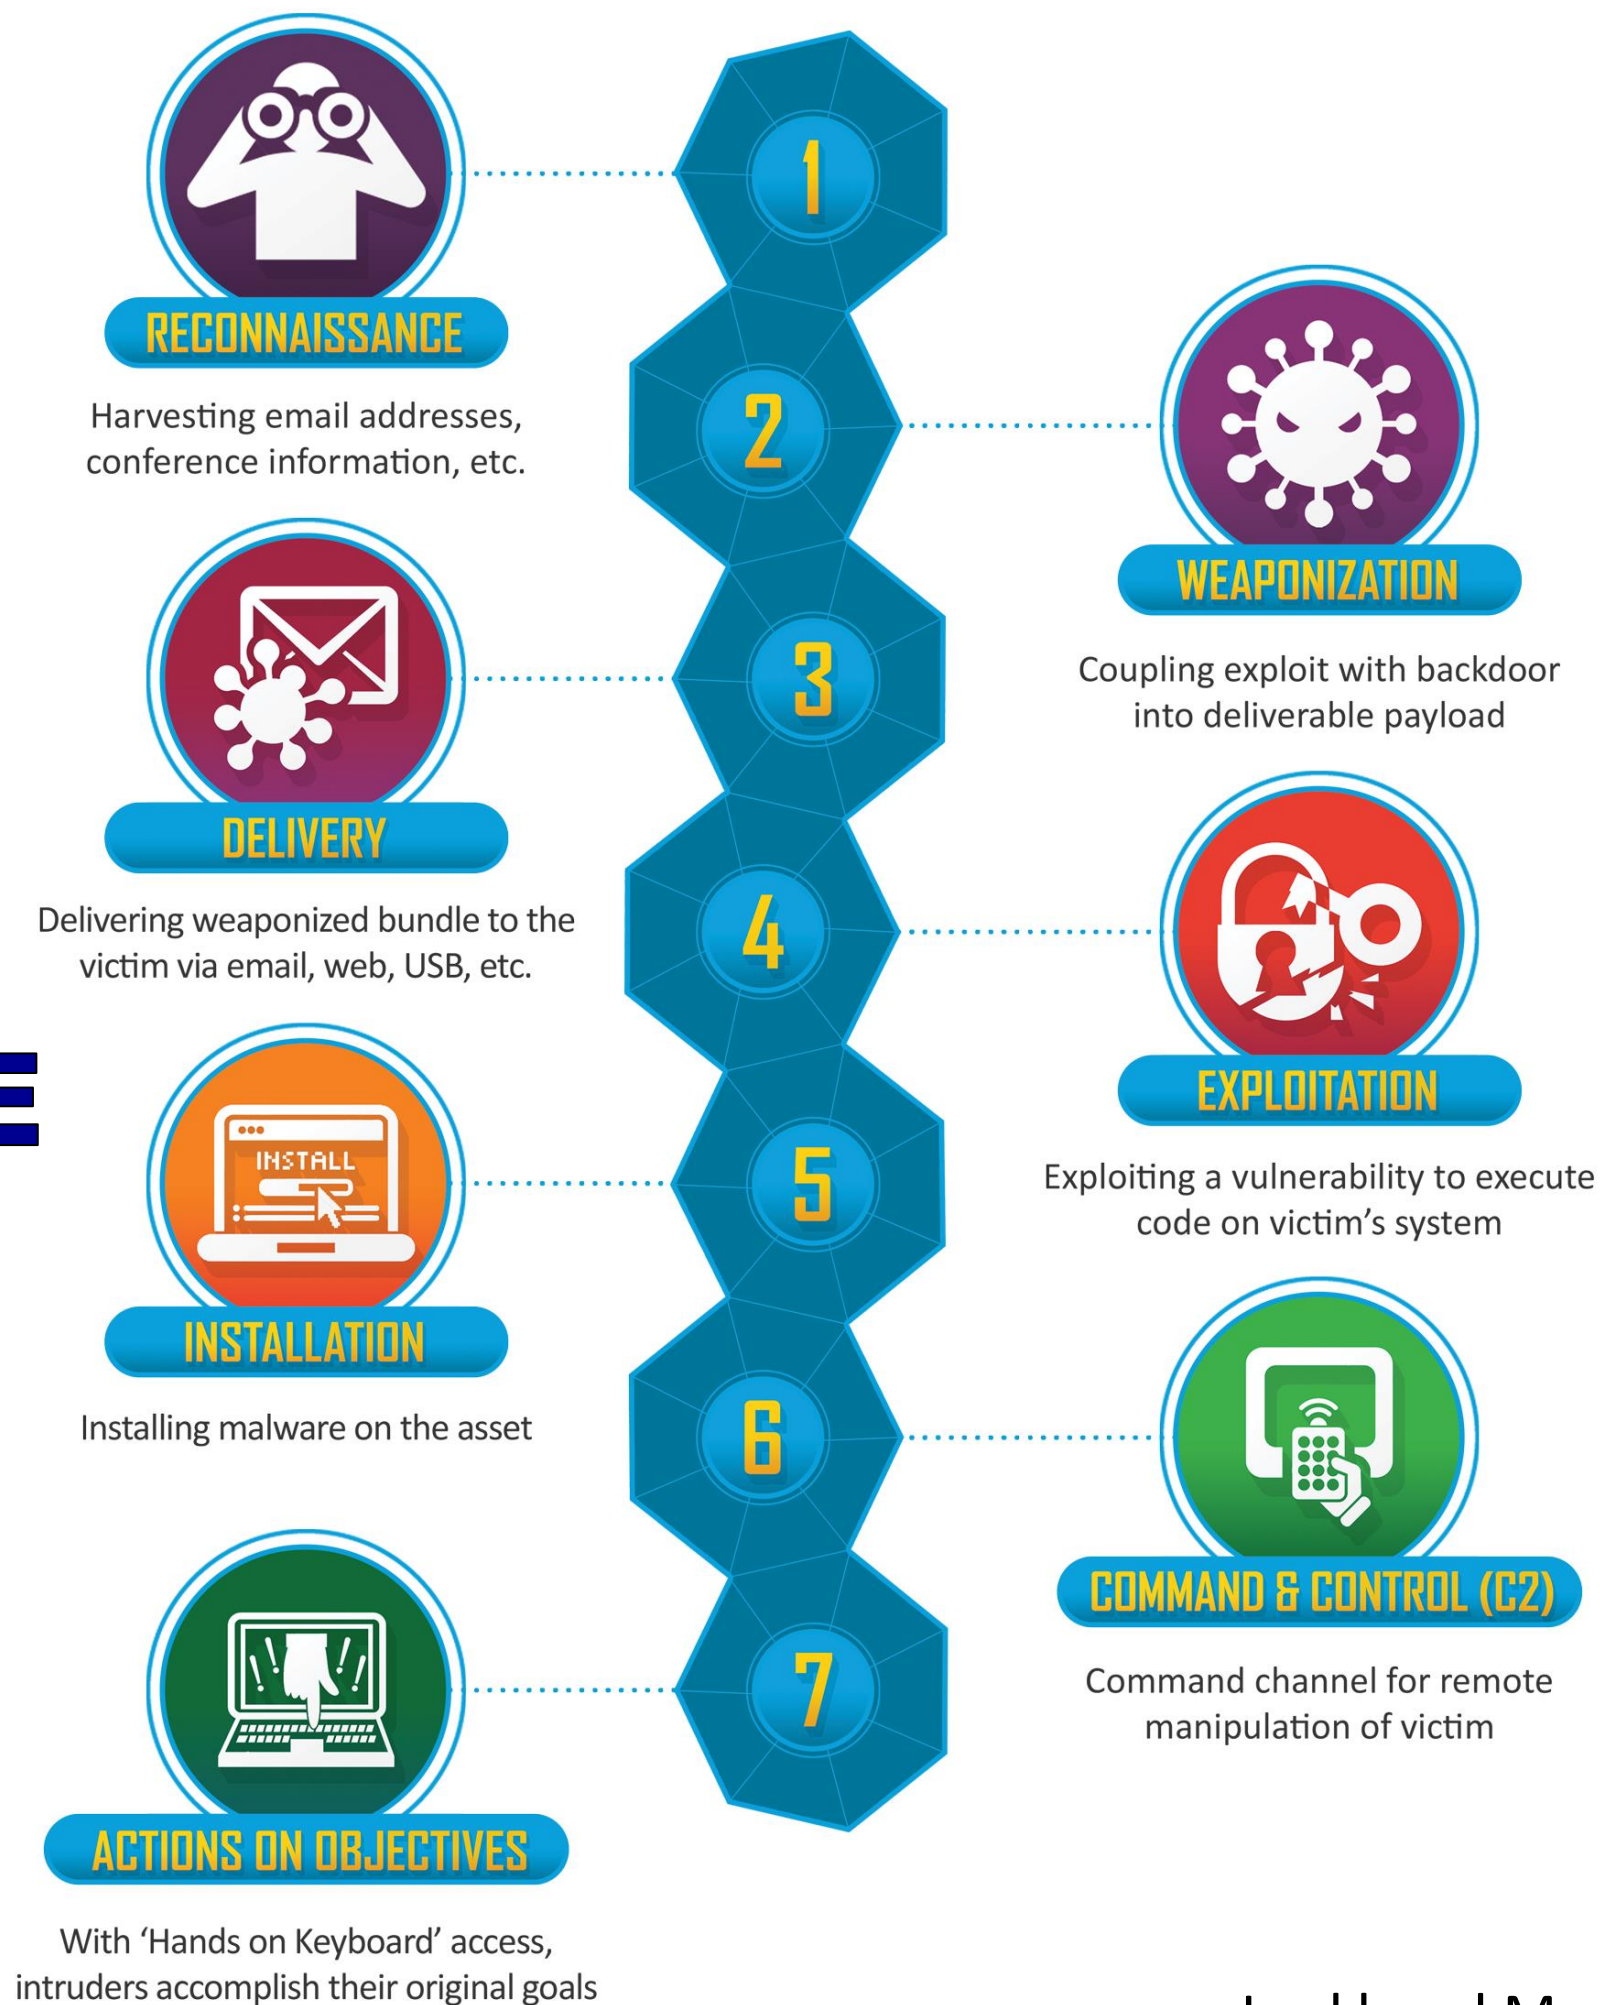 1
RECONNAISSANCE
Harvesting email addresses,
conference information, etc.
2
WEAPONIZATION
Coupling exploit with backdoor
into deliverable payload
3
DELIVERY
Delivering weaponized bundle to the
victim via email, web, USB, etc.
4
EXPLOITATION
Exploiting a vulnerability to execute
code on victim’s system
5
INSTALL
INSTALLATION
Installing malware on the asset
6
COMMAND & CONTROL (C2)
Command channel for remote
manipulation of victim
7
ACTIONS ON OBJECTIVES
With ‘Hands on Keyboard’ access,
intruders accomplish their original goals